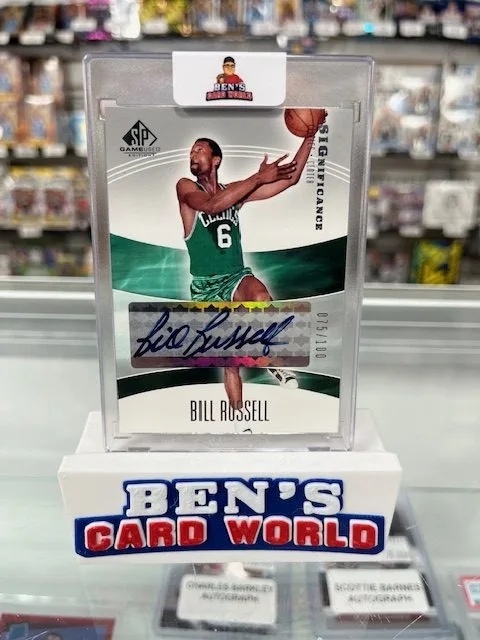 BEN'S
CARD WORLD
SP
GAME USED
EDITION
SIGNIFICANCE
CELTICS
6
075/100
Bill Russell
BILL RUSSELL
BEN'S
CARD WORLD
CHARLES BARKLEY
AUTOGRAPH
SCOTTIE BARNES
AUTOGRAPH